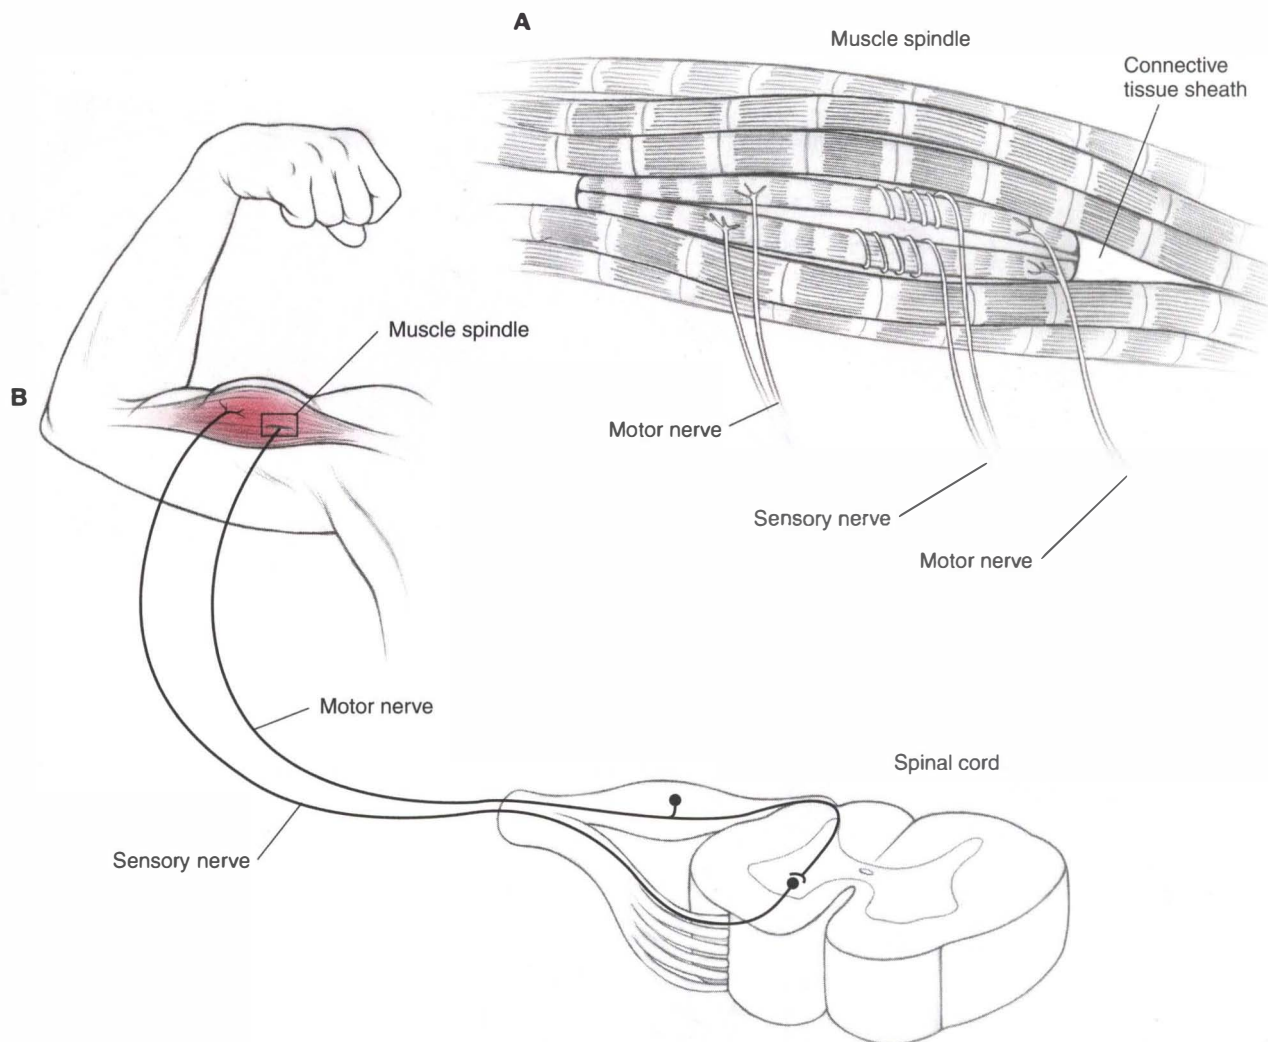 A
Muscle spindle
Connective
tissue sheath
Muscle spindle
B
Motor nerve
Sensory nerve
Motor nerve
Motor nerve
Spinal cord
Sensory nerve